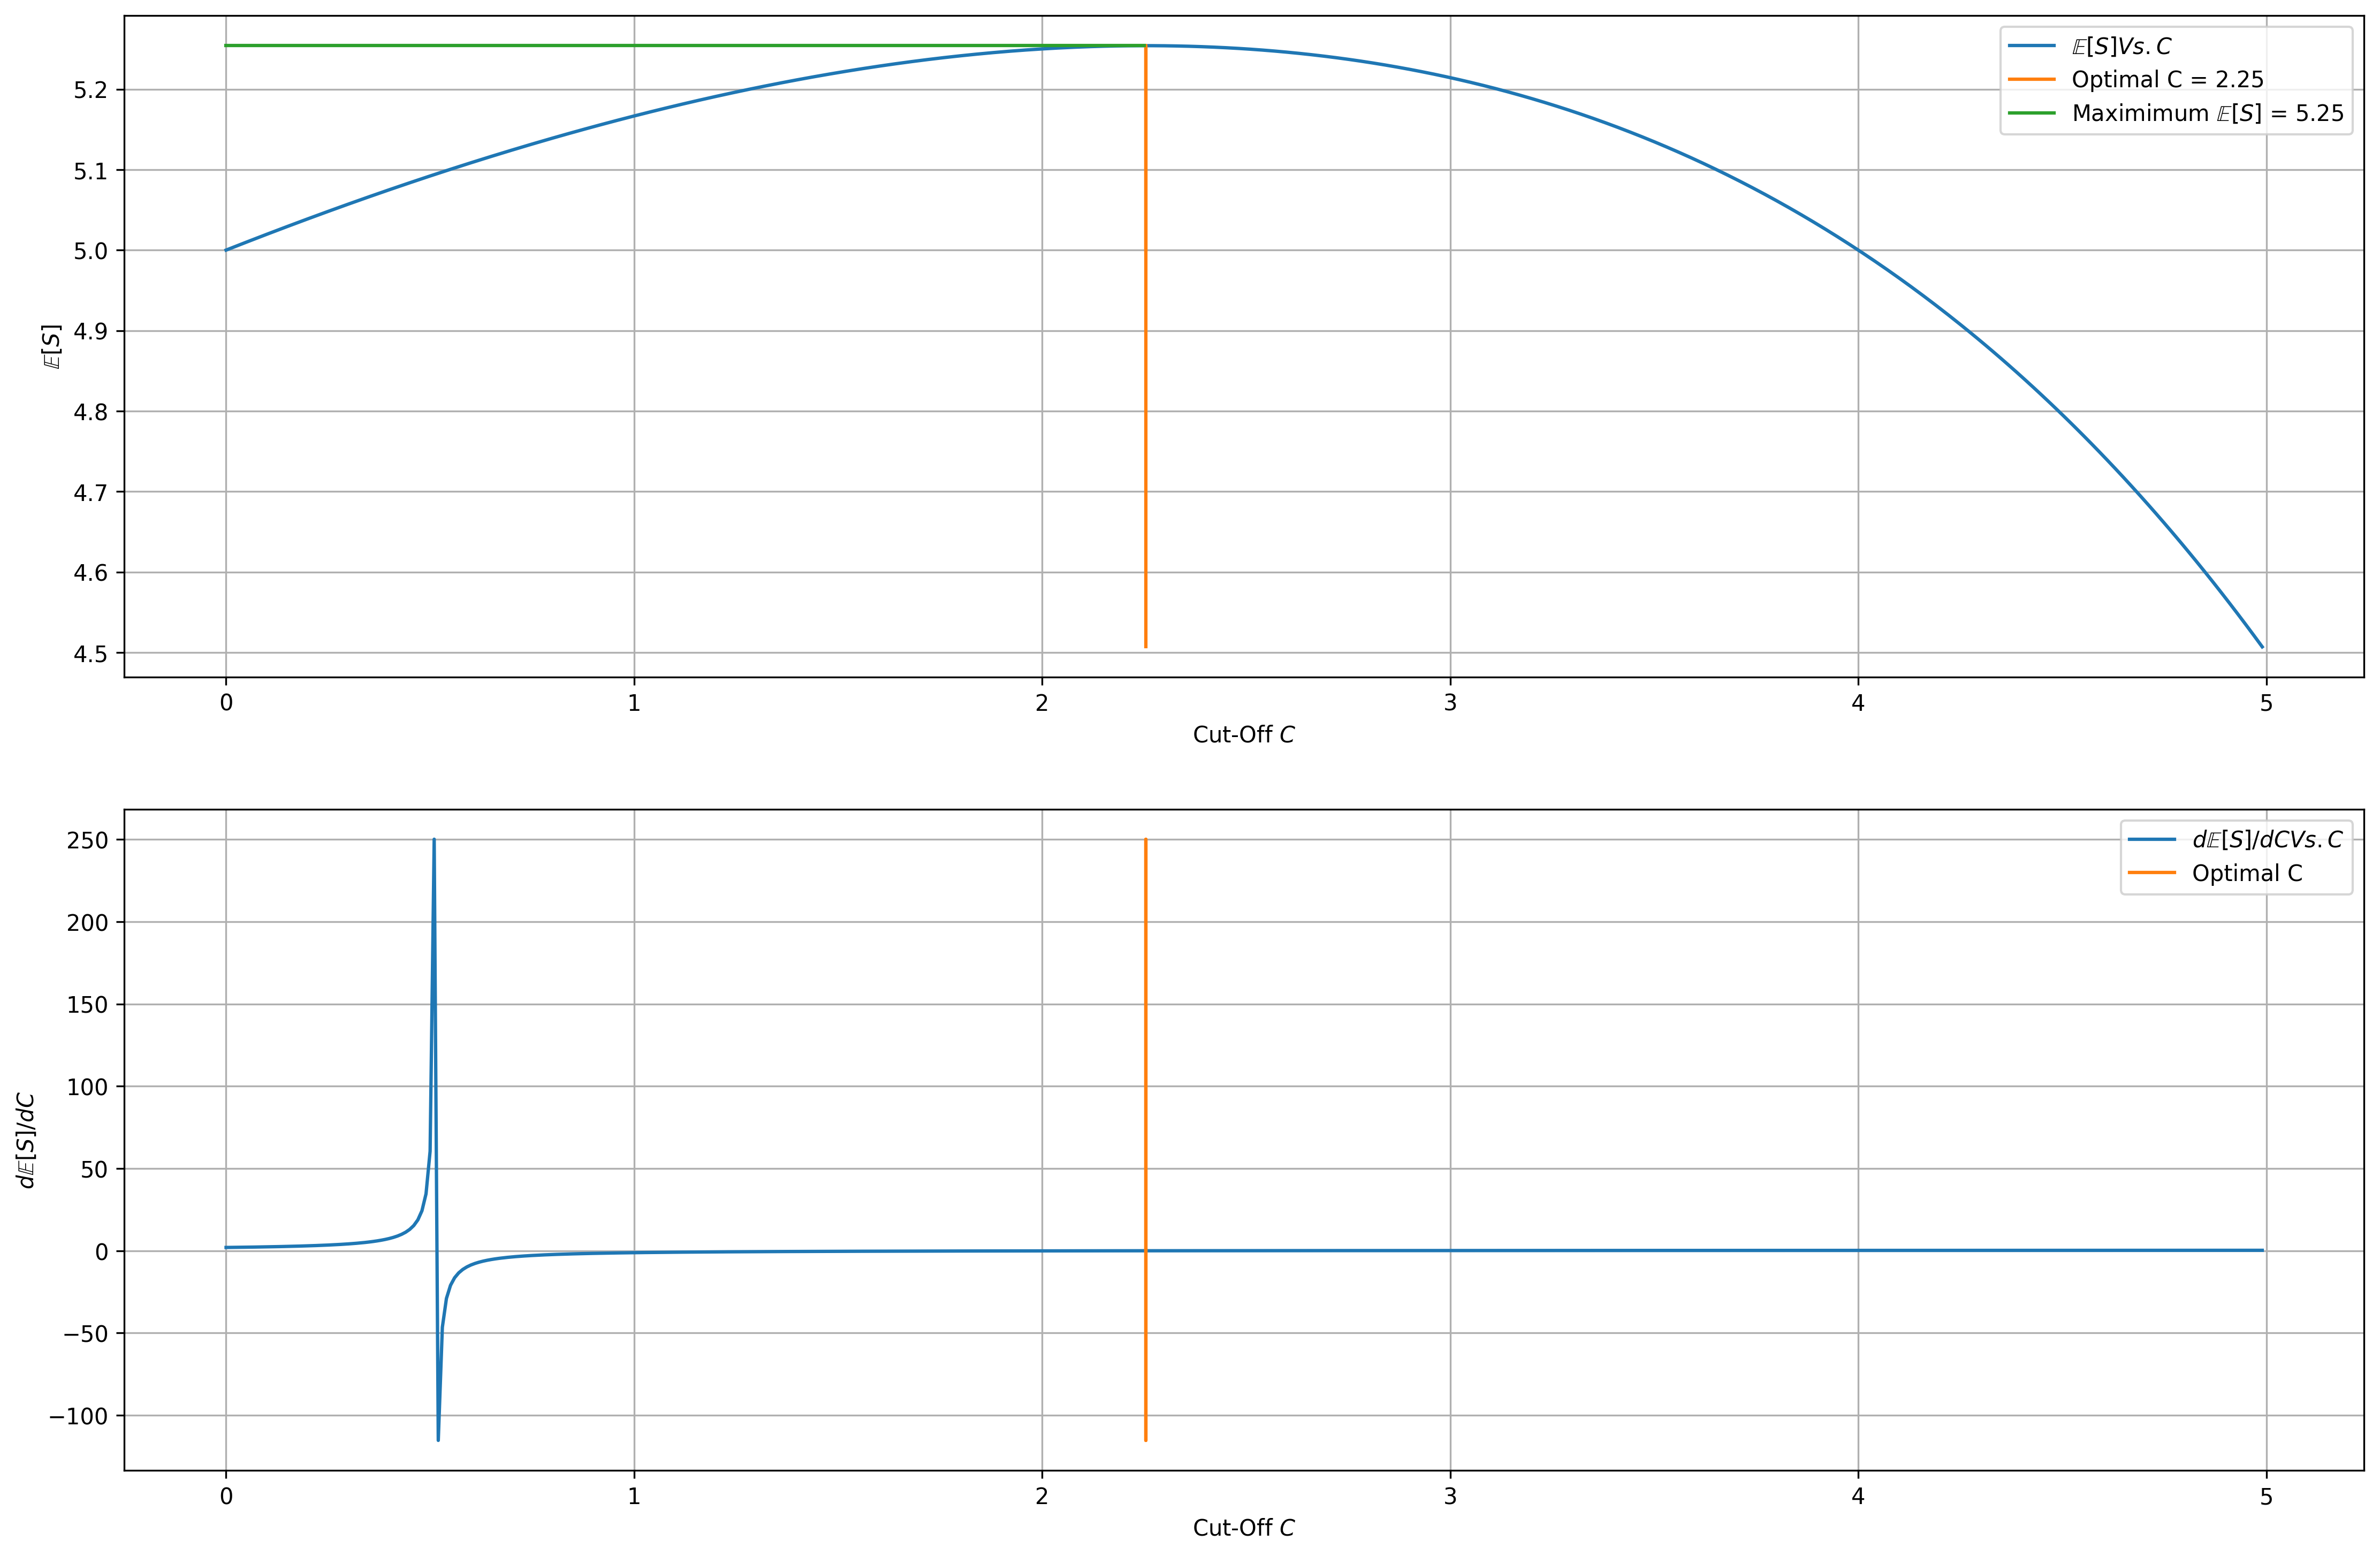 𝔼[S]Vs.C
Optimal C = 2.25
Maximimum 𝔼[S] = 5.25
5.2
5.1
5.0
4.9
4.8
4.7
4.6
4.5
𝔼[S]
0 1 2 3 4 5
Cut-Off C
d𝔼[S]/dCVs.C
Optimal C
250
200
150
100
50
0
−50
−100
d𝔼[S]/dC
0 1 2 3 4 5
Cut-Off C